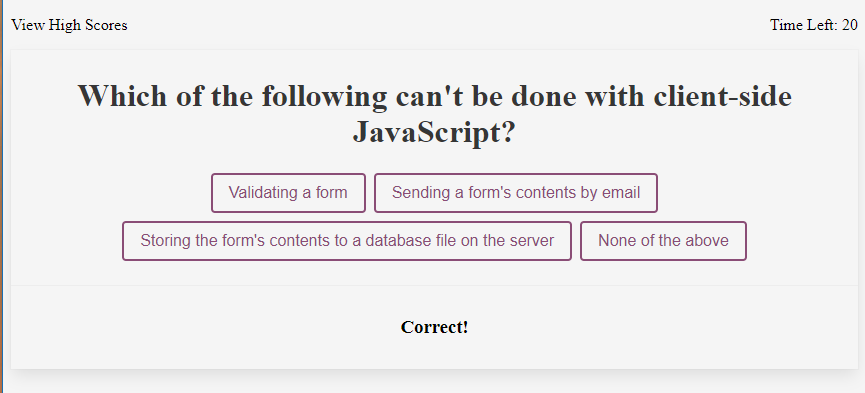 View High Scores
Time Left: 20
Which of the following can't be done with client-side
JavaScript?
Validating a form
Sending a form's contents by email
Storing the form's contents to a database file on the server
None of the above
Correct!